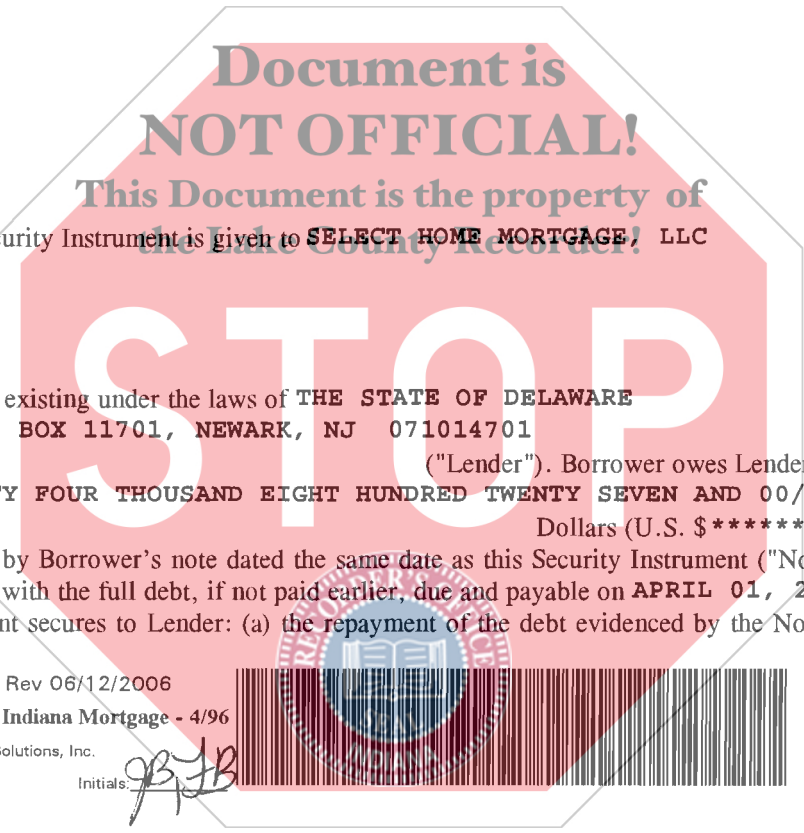 Document is
NOT OFFICIAL!
This Document is the property of
the Lake County Recorder!
urity Instrument is given to SELECT HOME MORTGAGE, LLC
STOP
existing under the laws of THE STATE OF DELAWARE
BOX 11701, NEWARK, NJ 071014701
("Lender"). Borrower owes Lender
Y FOUR THOUSAND EIGHT HUNDRED TWENTY SEVEN AND 00/
Dollars (U.S. $******
by Borrower's note dated the same date as this Security Instrument ("No
with the full debt, if not paid earlier, due and payable on APRIL 01, 2
nt secures to Lender: (a) the repayment of the debt evidenced by the No
RECORDER'S OFFICE
SEAL
INDIANA
Rev 06/12/2006
Indiana Mortgage - 4/96
olutions, Inc.
Initials: